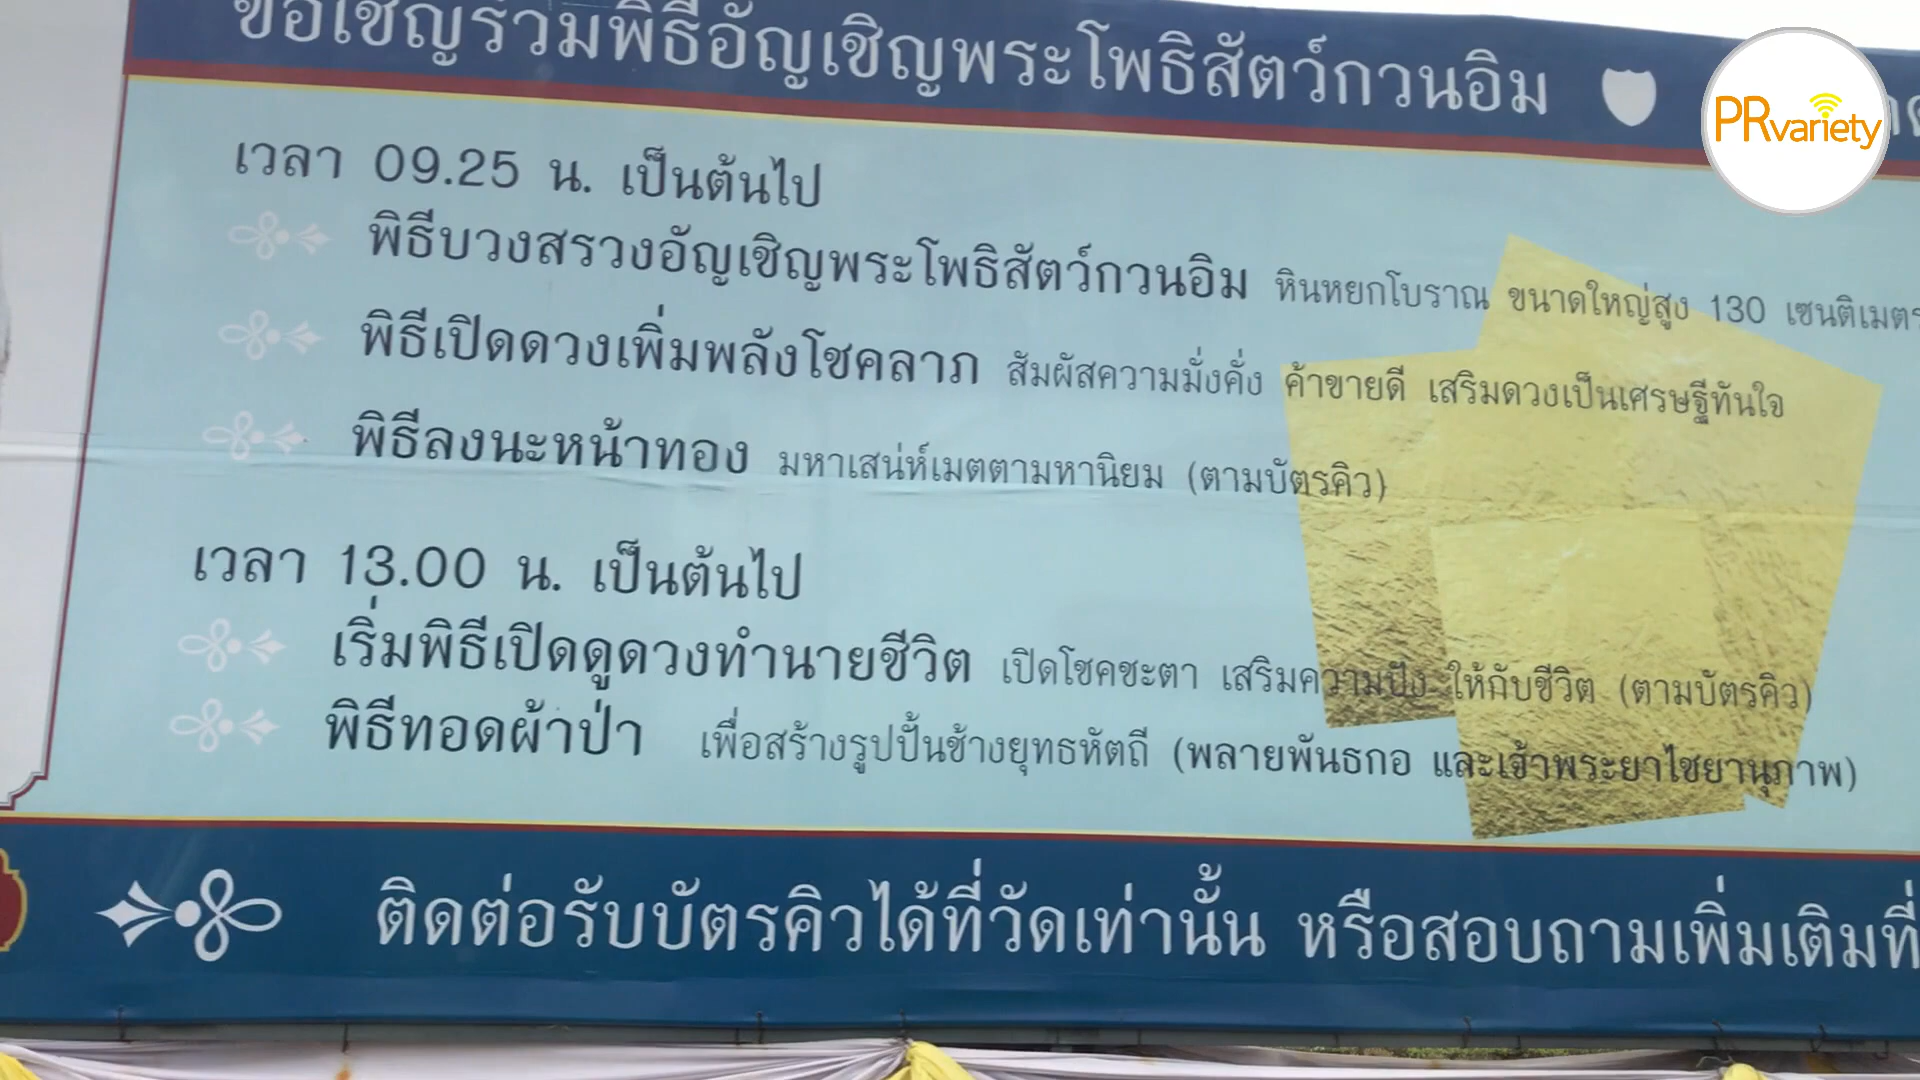 ขอเชิญร่วมพิธีอัญเชิญพระโพธิสัตว์กวนอิม
PRvariety
เวลา 09.25 น. เป็นต้นไป
พิธีบวงสรวงอัญเชิญพระโพธิสัตว์กวนอิม หินหยกโบราณ ขนาดใหญ่สูง 130 เซนติเมตร
พิธีเปิดดวงเพิ่มพลังโชคลาภ สัมผัสความมั่งคั่ง ค้าขายดี เสริมดวงเป็นเศรษฐีทันใจ
พิธีลงนะหน้าทอง มหาเสน่ห์เมตตามหานิยม (ตามบัตรคิว)
เวลา 13.00 น. เป็นต้นไป
เริ่มพิธีเปิดดูดวงทำนายชีวิต เปิดโชคชะตา เสริมความปัง ให้กับชีวิต (ตามบัตรคิว)
พิธีทอดผ้าป่า เพื่อสร้างรูปปั้นช้างยุทธหัตถี (พลายพันธกอ และเจ้าพระยาไชยานุภาพ)
ติดต่อรับบัตรคิวได้ที่วัดเท่านั้น หรือสอบถามเพิ่มเติมที่